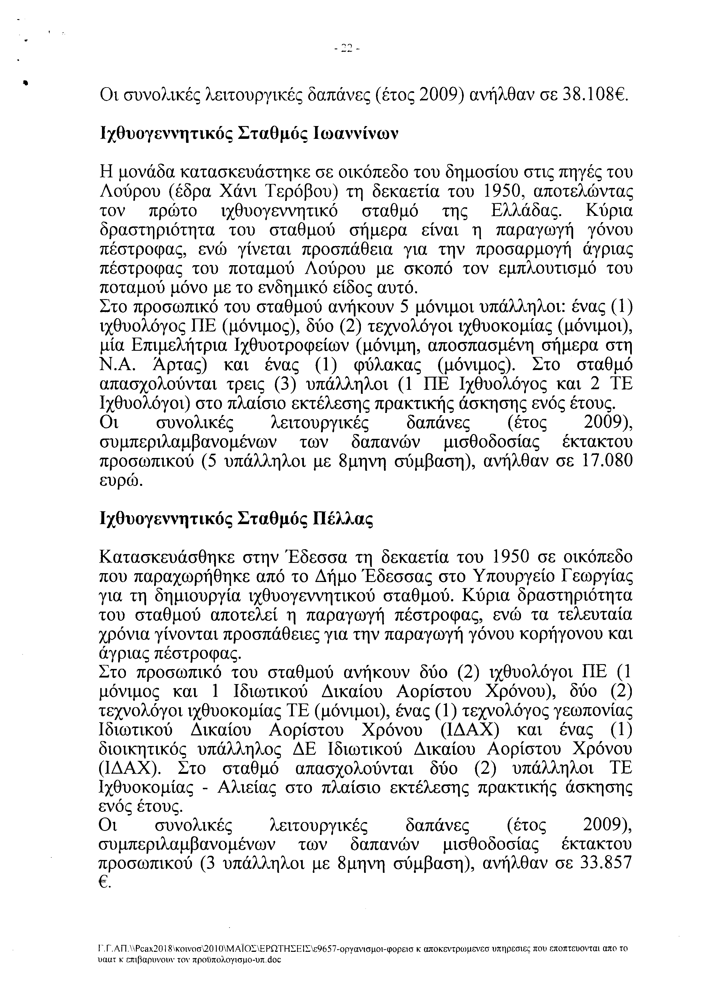 - 22 -
Οι συνολικές λειτουργικές δαπάνες (έτος 2009) ανήλθαν σε 38.108€.
Ιχθυογεννητικός Σταθμός Ιωαννίνων
Η μονάδα κατασκευάστηκε σε οικόπεδο του δημοσίου στις πηγές του
Λούρου (έδρα Χάνι Τερόβου) τη δεκαετία του 1950, αποτελώντας
τον πρώτο ιχθυογεννητικό σταθμό της Ελλάδας. Κύρια
δραστηριότητα του σταθμού σήμερα είναι η παραγωγή γόνου
πέστροφας, ενώ γίνεται προσπάθεια για την προσαρμογή άγριας
πέστροφας του ποταμού Λούρου με σκοπό τον εμπλουτισμό του
ποταμού μόνο με το ενδημικό είδος αυτό.
Στο προσωπικό του σταθμού ανήκουν 5 μόνιμοι υπάλληλοι: ένας (1)
ιχθυολόγος ΠΕ (μόνιμος), δύο (2) τεχνολόγοι ιχθυοκομίας (μόνιμοι),
μία Επιμελήτρια Ιχθυοτροφείων (μόνιμη, αποσπασμένη σήμερα στη
Ν.Α. Άρτας) και ένας (1) φύλακας (μόνιμος). Στο σταθμό
απασχολούνται τρεις (3) υπάλληλοι (1 ΠΕ Ιχθυολόγος και 2 ΤΕ
Ιχθυολόγοι) στο πλαίσιο εκτέλεσης πρακτικής άσκησης ενός έτους.
Οι συνολικές λειτουργικές δαπάνες (έτος 2009),
συμπεριλαμβανομένων των δαπανών μισθοδοσίας έκτακτου
προσωπικού (5 υπάλληλοι με 8μηνη σύμβαση), ανήλθαν σε 17.080
ευρώ.
Ιχθυογεννητικός Σταθμός Πέλλας
Κατασκευάσθηκε στην Έδεσσα τη δεκαετία του 1950 σε οικόπεδο
που παραχωρήθηκε από το Δήμο Έδεσσας στο Υπουργείο Γεωργίας
για τη δημιουργία ιχθυογεννητικού σταθμού. Κύρια δραστηριότητα
του σταθμού αποτελεί η παραγωγή πέστροφας, ενώ τα τελευταία
χρόνια γίνονται προσπάθειες για την παραγωγή γόνου κορήγονου και
άγριας πέστροφας.
Στο προσωπικό του σταθμού ανήκουν δύο (2) ιχθυολόγοι ΠΕ (1
μόνιμος και 1 Ιδιωτικού Δικαίου Αορίστου Χρόνου), δύο (2)
τεχνολόγοι ιχθυοκομίας ΤΕ (μόνιμοι), ένας (1) τεχνολόγος γεωπονίας
Ιδιωτικού Δικαίου Αορίστου Χρόνου (ΙΔΑΧ) και ένας (1)
διοικητικός υπάλληλος ΔΕ Ιδιωτικού Δικαίου Αορίστου Χρόνου
(ΙΔΑΧ). Στο σταθμό απασχολούνται δύο (2) υπάλληλοι ΤΕ
Ιχθυοκομίας - Αλιείας στο πλαίσιο εκτέλεσης πρακτικής άσκησης
ενός έτους.
Οι συνολικές λειτουργικές δαπάνες (έτος 2009),
συμπεριλαμβανομένων των δαπανών μισθοδοσίας έκτακτου
προσωπικού (3 υπάλληλοι με 8μηνη σύμβαση), ανήλθαν σε 33.857
€.
Γ.Γ.ΑΠ.\\Pcax2018\κοινοσ\2010\ΜΑΪΟΣ\ΕΡΩΤΗΣΕΙΣ\ε9657-οργανισμοι-φορεισ κ αποκεντρωμενεσ υπηρεσιες που εποπτευονται απο το
υαατ κ επιβαρυνουν τον προϋπολογισμο-υπ.doc